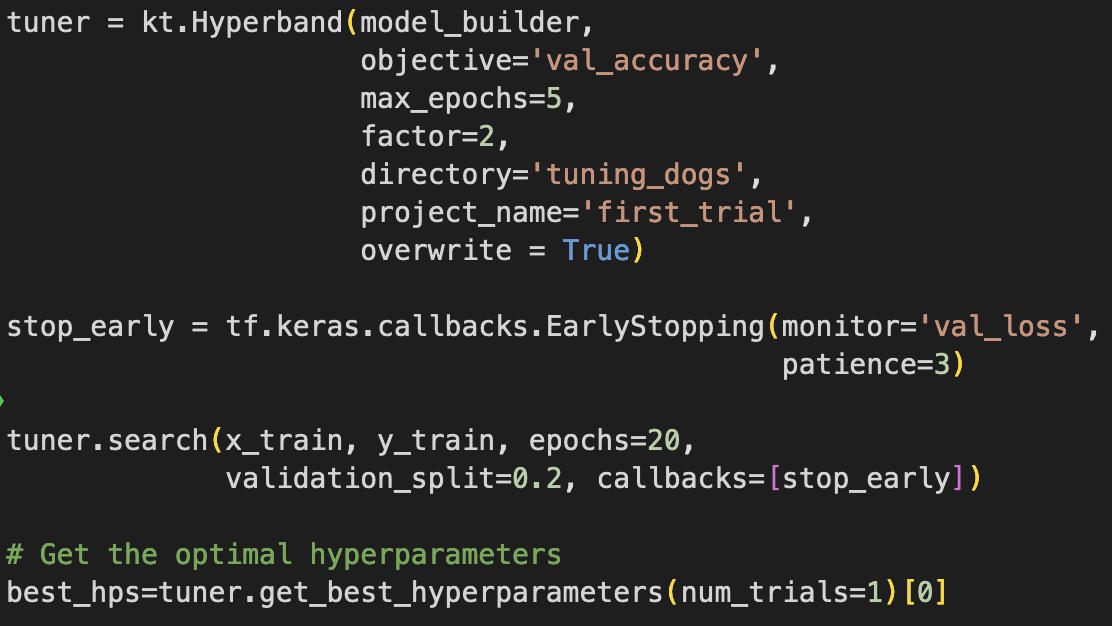 tuner = kt.Hyperband(model_builder,
                     objective='val_accuracy',
                     max_epochs=5,
                     factor=2,
                     directory='tuning_dogs',
                     project_name='first_trial',
                     overwrite = True)

stop_early = tf.keras.callbacks.EarlyStopping(monitor='val_loss',
                                              patience=3)

tuner.search(x_train, y_train, epochs=20,
             validation_split=0.2, callbacks=[stop_early])

# Get the optimal hyperparameters
best_hps=tuner.get_best_hyperparameters(num_trials=1)[0]